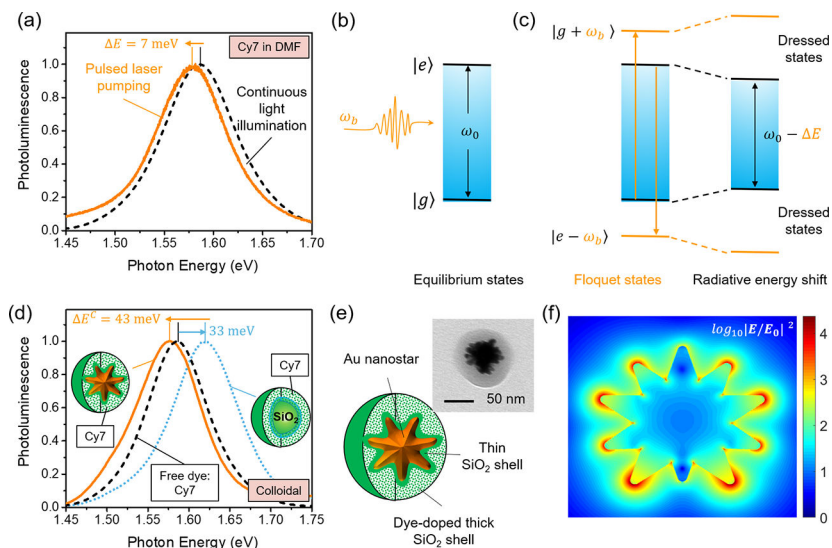 (a)
ΔE = 7 meV
Cy7 in DMF
Pulsed laser
pumping
Continuous
light
illumination
Photoluminescence
1.0
0.8
0.6
0.4
0.2
0.0
1.45 1.50 1.55 1.60 1.65 1.70
Photon Energy (eV)
(b)
|e⟩
ω_b
ω_0
|g⟩
Equilibrium states
(c)
|g + ω_b⟩
Dressed
states
ω_0 − ΔE
|e − ω_b⟩
Dressed
states
Floquet states
Radiative energy shift
(d)
ΔE^C = 43 meV
33 meV
Cy7
SiO₂
Cy7
Free dye:
Cy7
Colloidal
Photoluminescence
1.0
0.8
0.6
0.4
0.2
0.0
1.45 1.50 1.55 1.60 1.65 1.70 1.75
Photon Energy (eV)
(e)
Au nanostar
50 nm
Thin
SiO₂ shell
Dye-doped thick
SiO₂ shell
(f)
log₁₀|E/E₀| ²
4
3
2
1
0